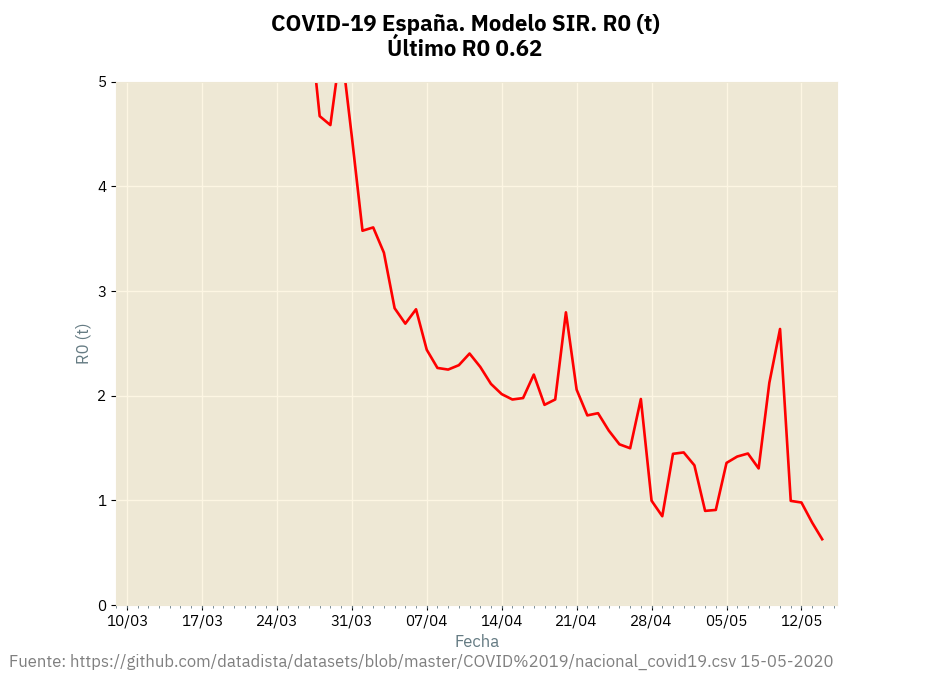 COVID-19 España. Modelo SIR. R0 (t)
Último R0 0.62
5
4
3
2
1
0
R0 (t)
10/03 17/03 24/03 31/03 07/04 14/04 21/04 28/04 05/05 12/05
Fecha
Fuente: https://github.com/datadista/datasets/blob/master/COVID%2019/nacional_covid19.csv 15-05-2020